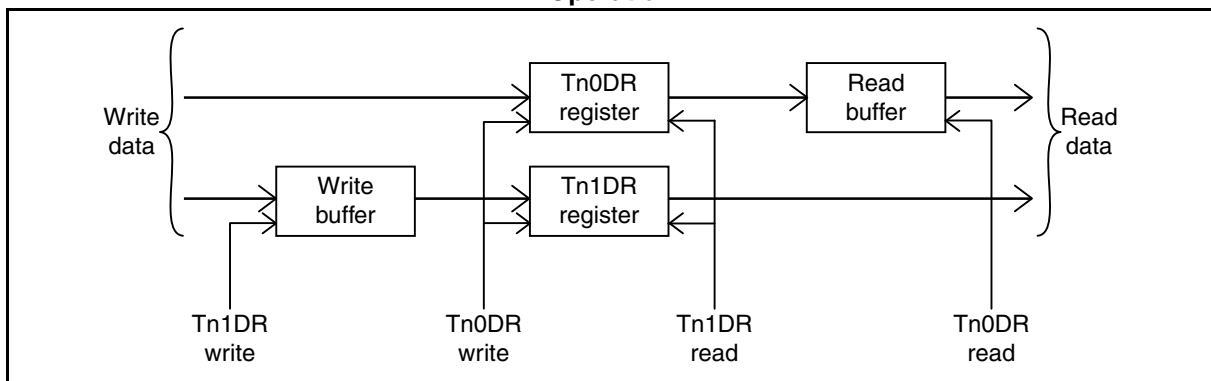 Write
data
Tn0DR
register
Read
buffer
Read
data
Write
buffer
Tn1DR
register
Tn1DR
write
Tn0DR
write
Tn1DR
read
Tn0DR
read